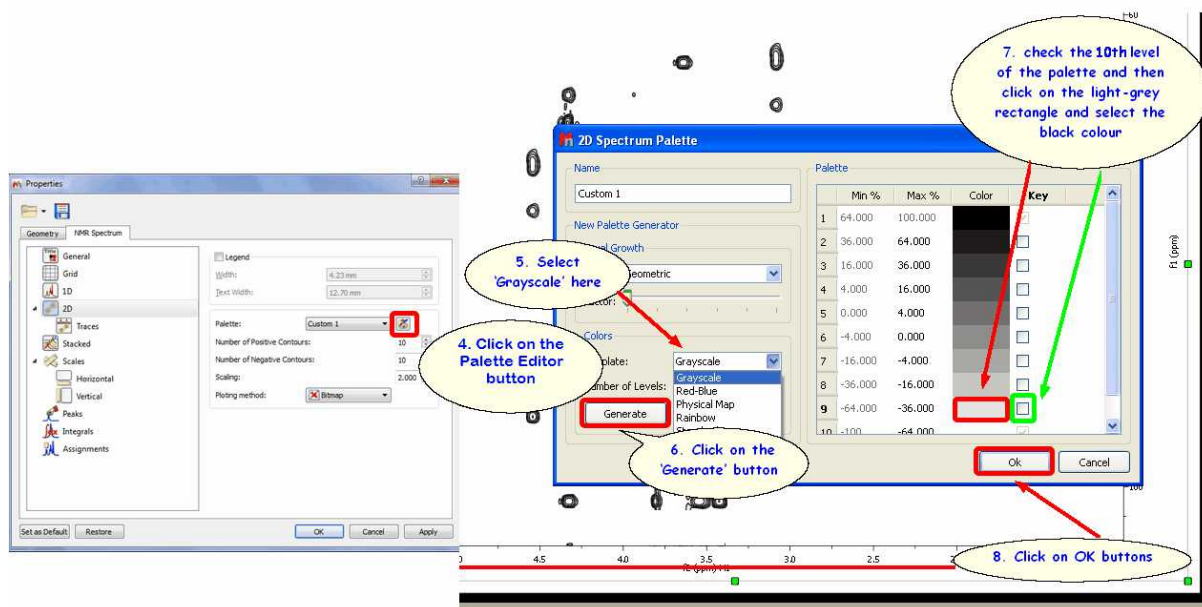 Properties
Geometry
NMR Spectrum
General
Grid
1D
2D
Traces
Stacked
Scales
Horizontal
Vertical
Peaks
Integrals
Assignments
Legend
Width:
4.23 mm
Text Width:
12.70 mm
Palette:
Custom 1
Number of Positive Contours:
10
Number of Negative Contours:
10
Scaling:
2.000
Ploting method:
Bitmap
Set as Default
Restore
OK
Cancel
Apply
4. Click on the
Palette Editor
button
2D Spectrum Palette
Name
Custom 1
New Palette Generator
Growth
Geometric
5. Select
'Grayscale' here
Colors
Grayscale
Grayscale
Red-Blue
Physical Map
Rainbow
Number of Levels:
Generate
6. Click on the
'Generate' button
Palette
Min % Max % Color Key
1 64.000 100.000
2 36.000 64.000
3 16.000 36.000
4 4.000 16.000
5 0.000 4.000
6 -4.000 0.000
7 -16.000 -4.000
8 -36.000 -16.000
9 -64.000 -36.000
10 -100 -64.000
Ok
Cancel
7. check the 10th level
of the palette and then
click on the light-grey
rectangle and select the
black colour
8. Click on OK buttons
-60
f1 (ppm)
-100
4.5 4.0 3.5 3.0 2.5